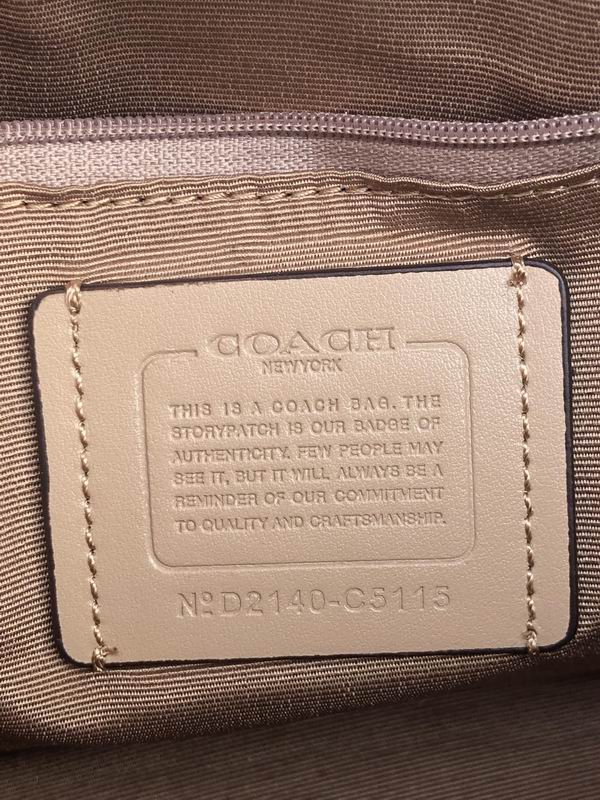 COACH
NEW YORK
THIS IS A COACH BAG. THE
STORYPATCH IS OUR BADGE OF
AUTHENTICITY. FEW PEOPLE MAY
SEE IT, BUT IT WILL ALWAYS BE A
REMINDER OF OUR COMMITMENT
TO QUALITY AND CRAFTSMANSHIP.
Nº D2140-C5115